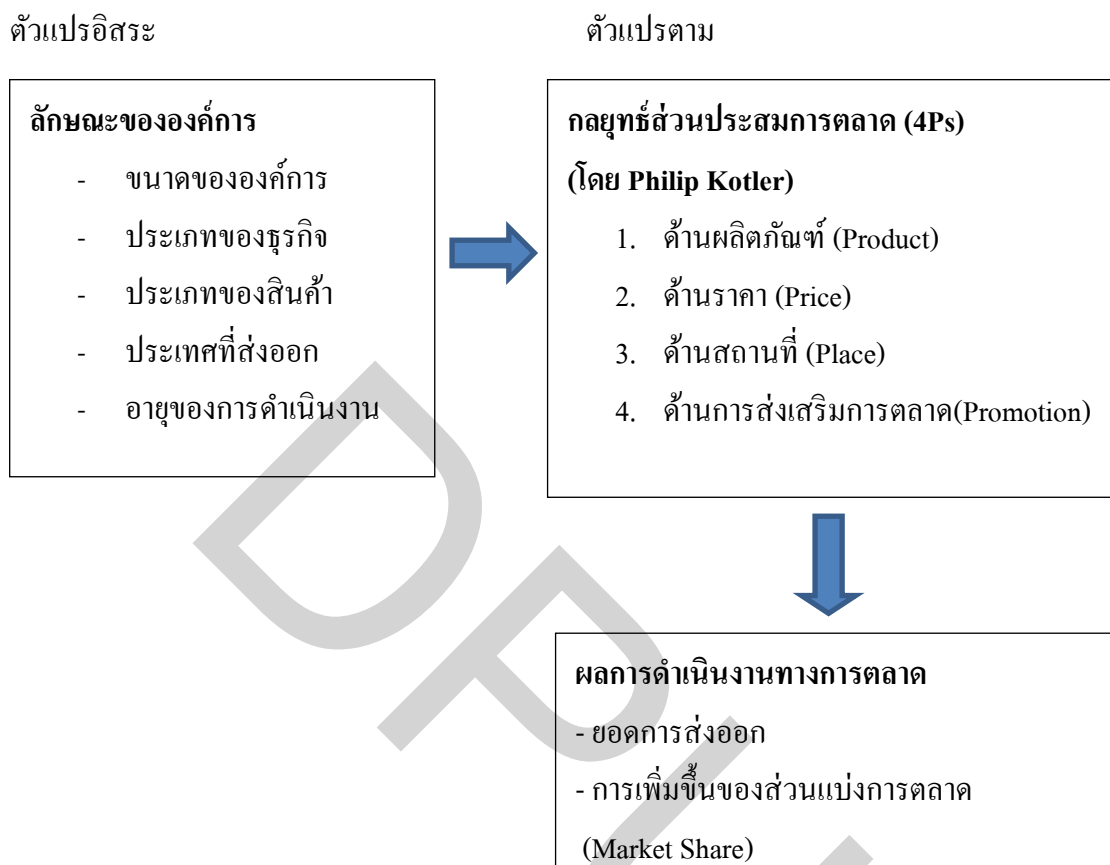 ตัวแปรอิสระ
ตัวแปรตาม
ลักษณะขององค์การ
- ขนาดขององค์การ
- ประเภทของธุรกิจ
- ประเภทของสินค้า
- ประเทศที่ส่งออก
- อายุของการดำเนินงาน
กลยุทธ์ส่วนประสมการตลาด (4Ps)
(โดย Philip Kotler)
1. ด้านผลิตภัณฑ์ (Product)
2. ด้านราคา (Price)
3. ด้านสถานที่ (Place)
4. ด้านการส่งเสริมการตลาด(Promotion)
ผลการดำเนินงานทางการตลาด
- ยอดการส่งออก
- การเพิ่มขึ้นของส่วนแบ่งการตลาด
(Market Share)